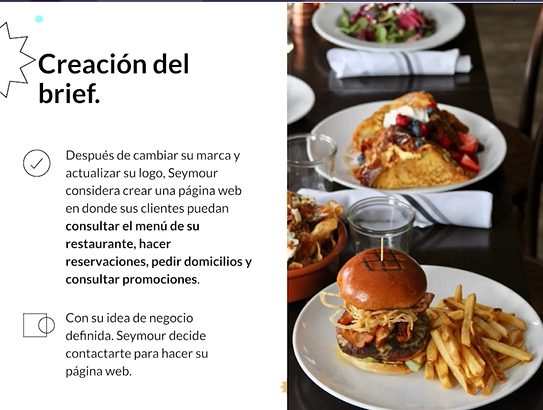 Creación del
brief.
Después de cambiar su marca y
actualizar su logo, Seymour
considera crear una página web
en donde sus clientes puedan
consultar el menú de su
restaurante, hacer
reservaciones, pedir domicilios y
consultar promociones.
Con su idea de negocio
definida. Seymour decide
contactarte para hacer su
página web.